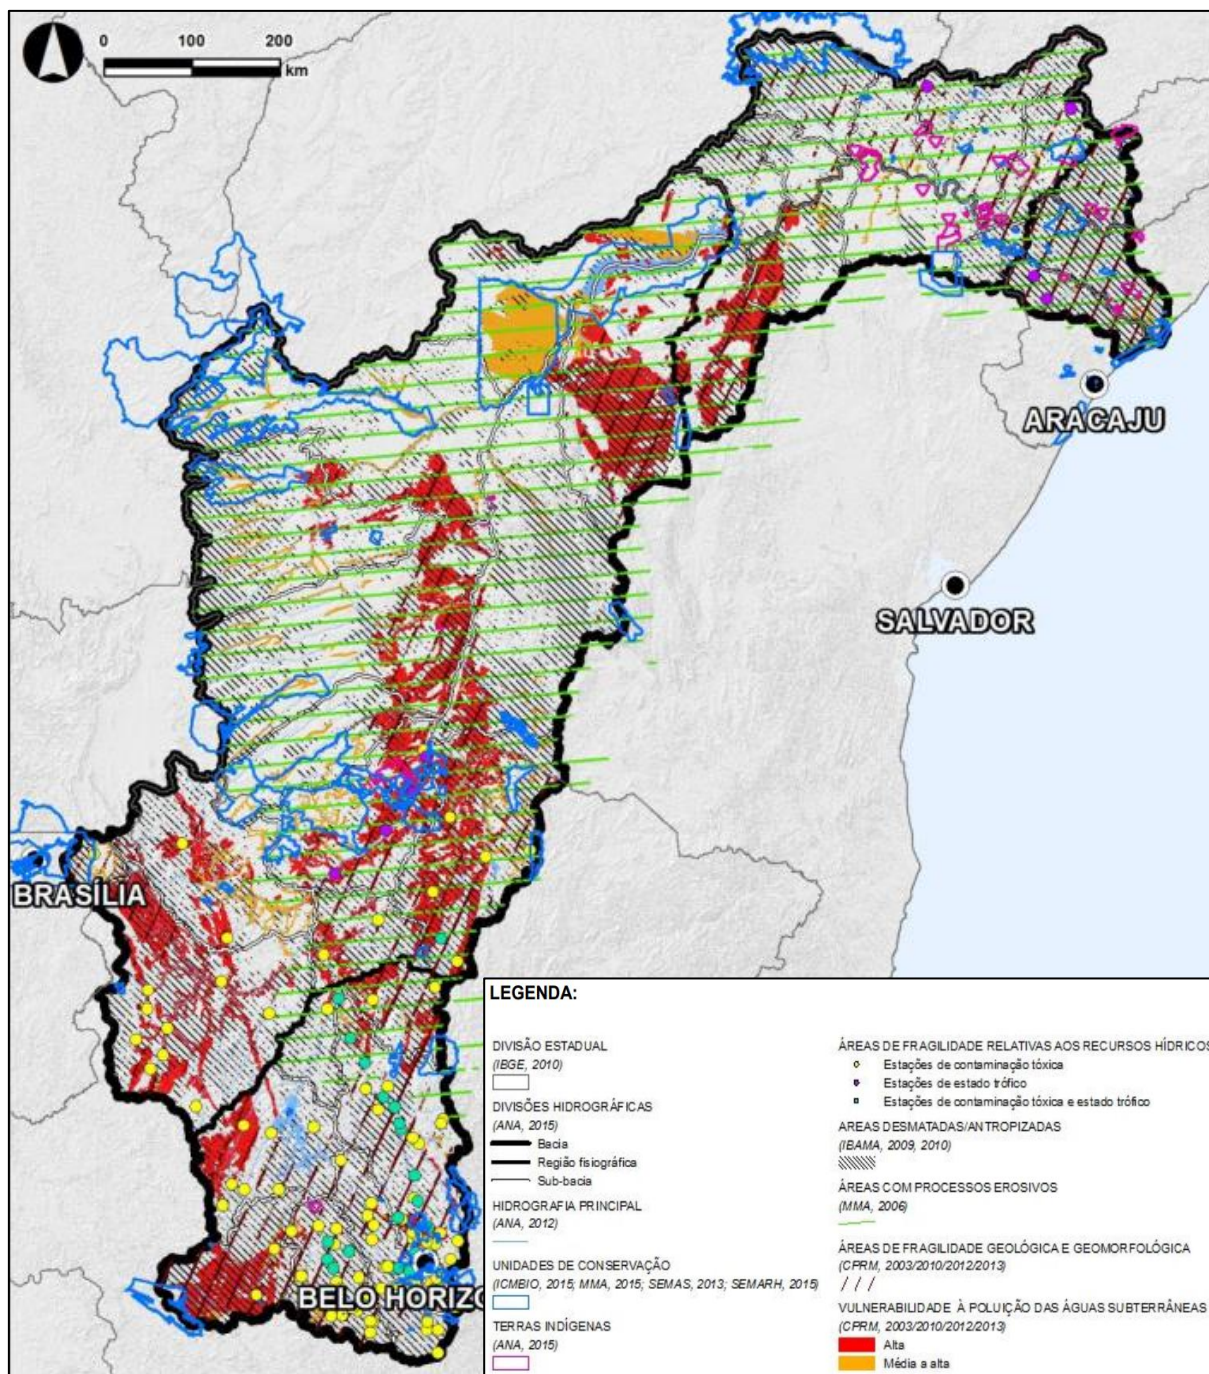 0 100 200
km
ARACAJU
SALVADOR
BRASÍLIA
BELO HORIZO
LEGENDA:
DIVISÃO ESTADUAL
(IBGE, 2010)
DIVISÕES HIDROGRÁFICAS
(ANA, 2015)
Bacia
Região fisiográfica
Sub-bacia
HIDROGRAFIA PRINCIPAL
(ANA, 2012)
UNIDADES DE CONSERVAÇÃO
(ICMBIO, 2015; MMA, 2015; SEMAS, 2013; SEMARH, 2015)
TERRAS INDÍGENAS
(ANA, 2015)
ÁREAS DE FRAGILIDADE RELATIVAS AOS RECURSOS HÍDRICOS
Estações de contaminação tóxica
Estações de estado trófico
Estações de contaminação tóxica e estado trófico
AREAS DESMATADAS/ANTROPIZADAS
(IBAMA, 2009, 2010)
ÁREAS COM PROCESSOS EROSIVOS
(MMA, 2006)
ÁREAS DE FRAGILIDADE GEOLÓGICA E GEOMORFOLÓGICA
(CPRM, 2003/2010/2012/2013)
VULNERABILIDADE À POLUIÇÃO DAS ÁGUAS SUBTERRÂNEAS
(CPRM, 2003/2010/2012/2013)
Alta
Média a alta